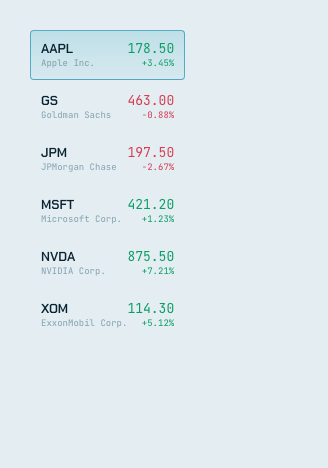 AAPL 178.50
Apple Inc. +3.45%
GS 463.00
Goldman Sachs -0.88%
JPM 197.50
JPMorgan Chase -2.67%
MSFT 421.20
Microsoft Corp. +1.23%
NVDA 875.50
NVIDIA Corp. +7.21%
XOM 114.30
ExxonMobil Corp. +5.12%